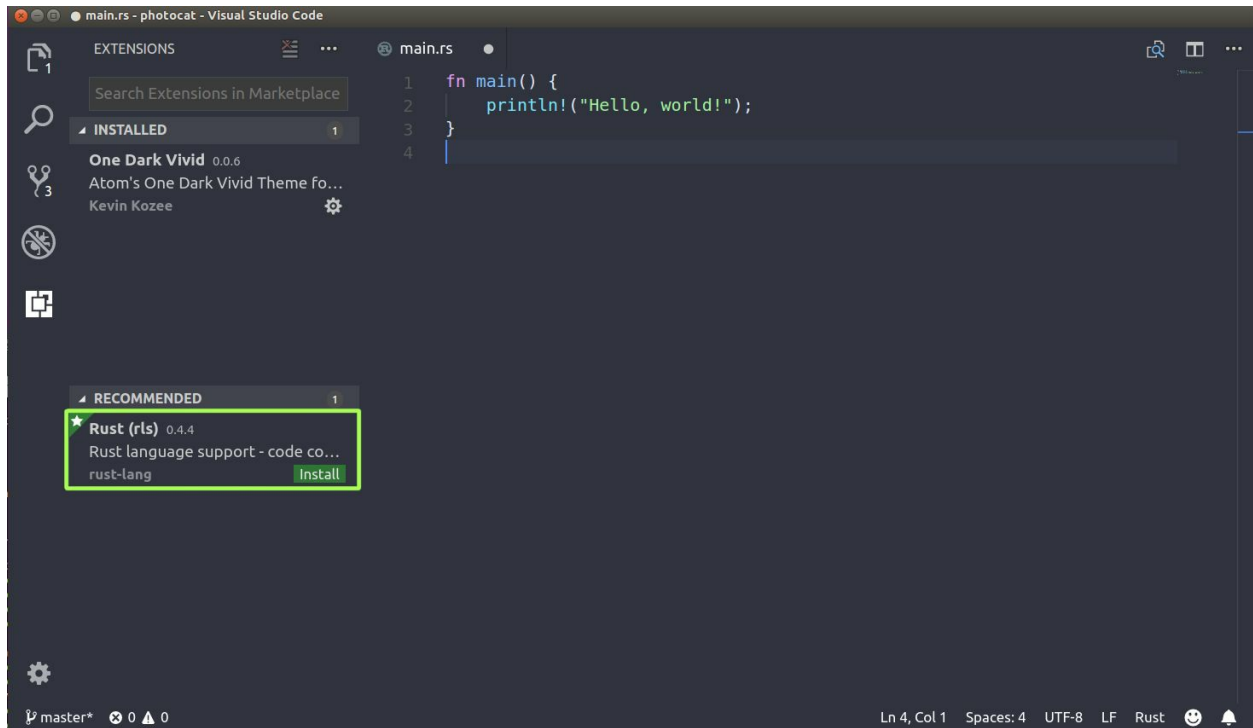 main.rs - photocat - Visual Studio Code
1
3
EXTENSIONS
Search Extensions in Marketplace
INSTALLED 1
One Dark Vivid 0.0.6
Atom's One Dark Vivid Theme fo...
Kevin Kozee
RECOMMENDED 1
Rust (rls) 0.4.4
Rust language support - code co...
rust-lang Install
main.rs
1 fn main() {
2     println!("Hello, world!");
3 }
4
master* 0 0 Ln 4, Col 1 Spaces: 4 UTF-8 LF Rust